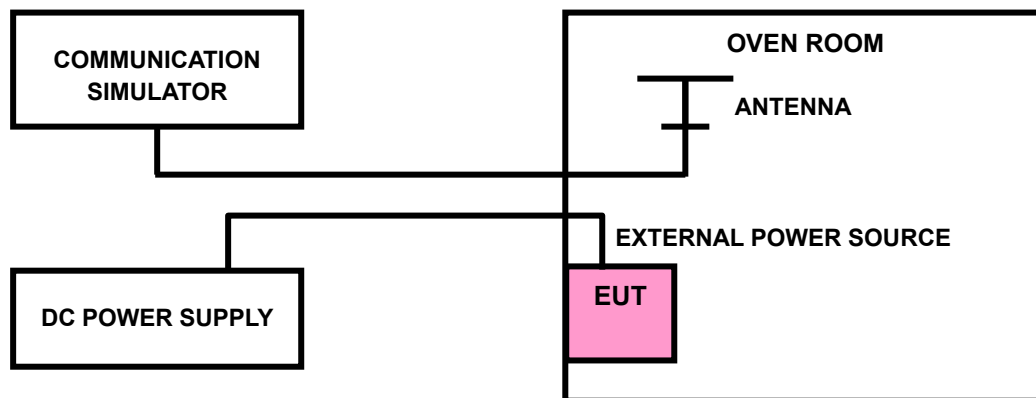 COMMUNICATION
SIMULATOR
OVEN ROOM
ANTENNA
EXTERNAL POWER SOURCE
DC POWER SUPPLY
EUT